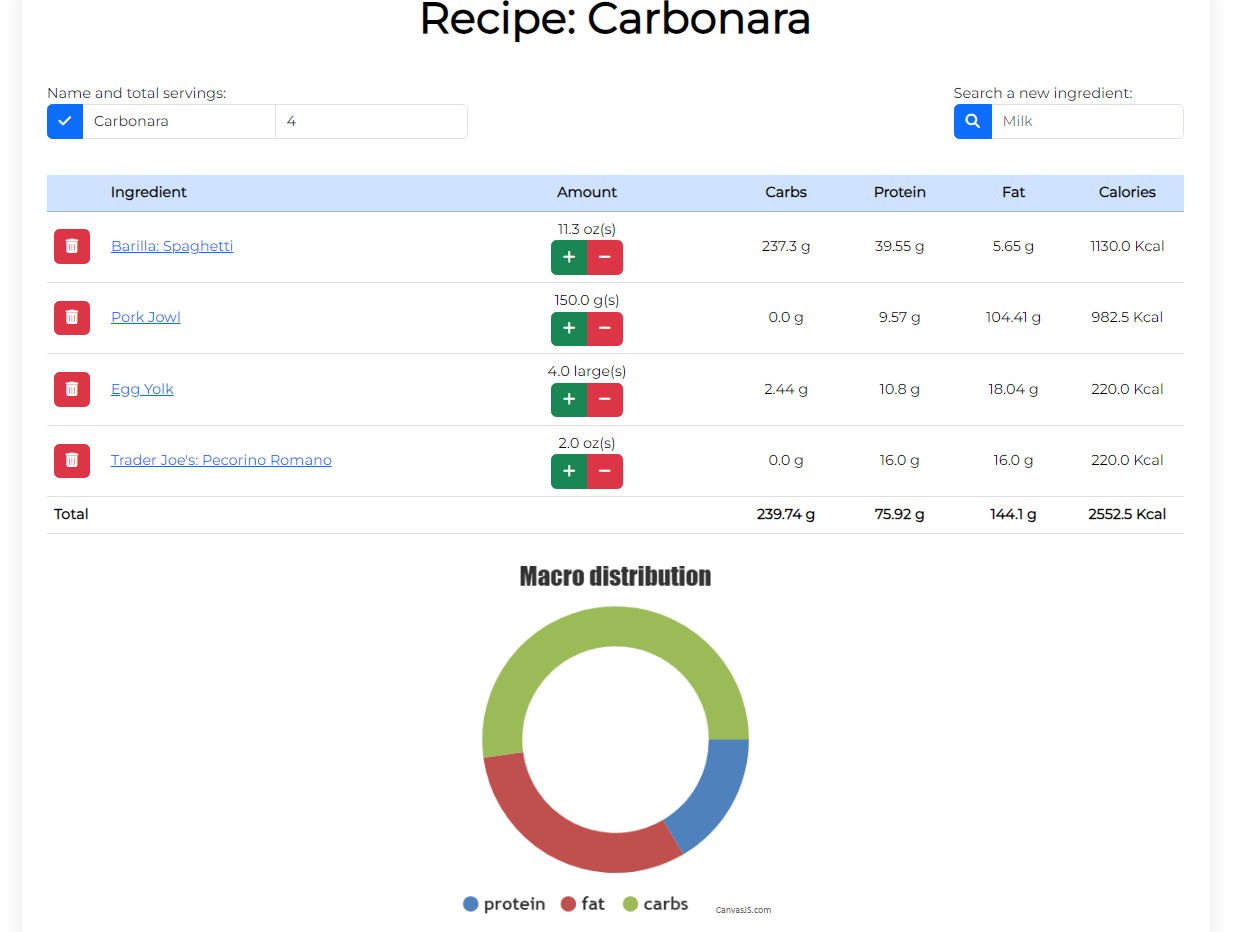 Recipe: Carbonara
Name and total servings:
Search a new ingredient:
Carbonara 4
Milk
Ingredient Amount Carbs Protein Fat Calories
11.3 oz(s)
Barilla: Spaghetti 237.3 g 39.55 g 5.65 g 1130.0 Kcal
+ −
150.0 g(s)
Pork Jowl 0.0 g 9.57 g 104.41 g 982.5 Kcal
+ −
4.0 large(s)
Egg Yolk 2.44 g 10.8 g 18.04 g 220.0 Kcal
+ −
2.0 oz(s)
Trader Joe's: Pecorino Romano 0.0 g 16.0 g 16.0 g 220.0 Kcal
+ −
Total 239.74 g 75.92 g 144.1 g 2552.5 Kcal
Macro distribution
protein fat carbs
CanvasJS.com